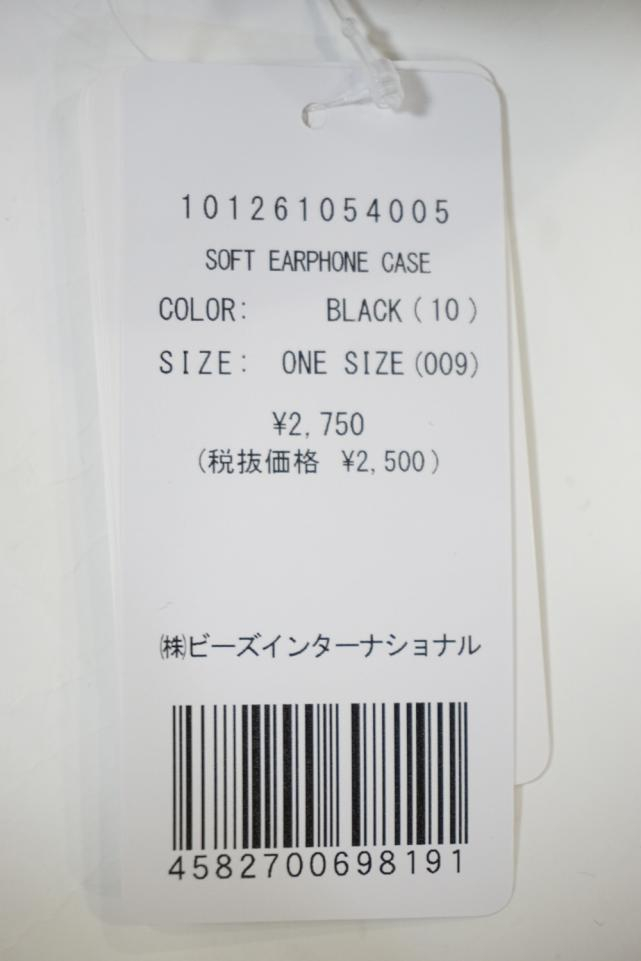 101261054005
SOFT EARPHONE CASE
COLOR: BLACK(10)
SIZE: ONE SIZE(009)
¥2,750
(税抜価格 ¥2,500)
㈱ビーズインターナショナル
4582700698191